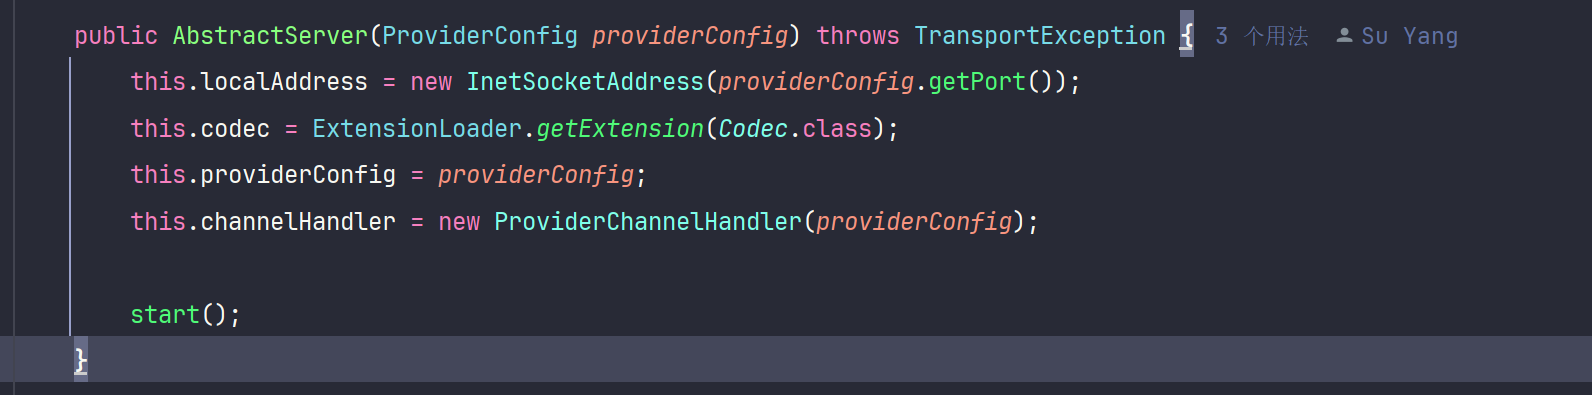 public AbstractServer(ProviderConfig providerConfig) throws TransportException { 3 个用法 Su Yang
this.localAddress = new InetSocketAddress(providerConfig.getPort());
this.codec = ExtensionLoader.getExtension(Codec.class);
this.providerConfig = providerConfig;
this.channelHandler = new ProviderChannelHandler(providerConfig);
start();
}